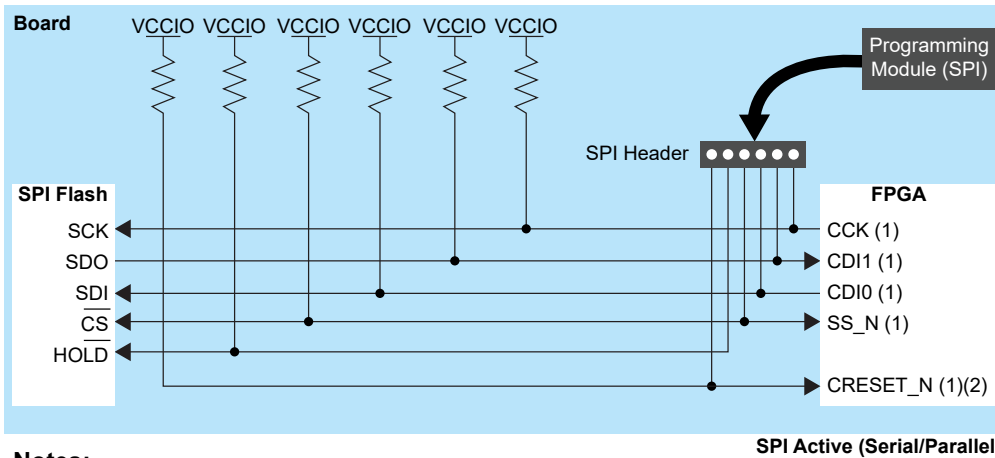 Board
VCCIO VCCIO VCCIO VCCIO VCCIO VCCIO
Programming
Module (SPI)
SPI Header
SPI Flash
FPGA
SCK
CCK (1)
SDO
CDI1 (1)
SDI
CDI0 (1)
CS
SS_N (1)
HOLD
CRESET_N (1)(2)
SPI Active (Serial/Parallel
Notes: